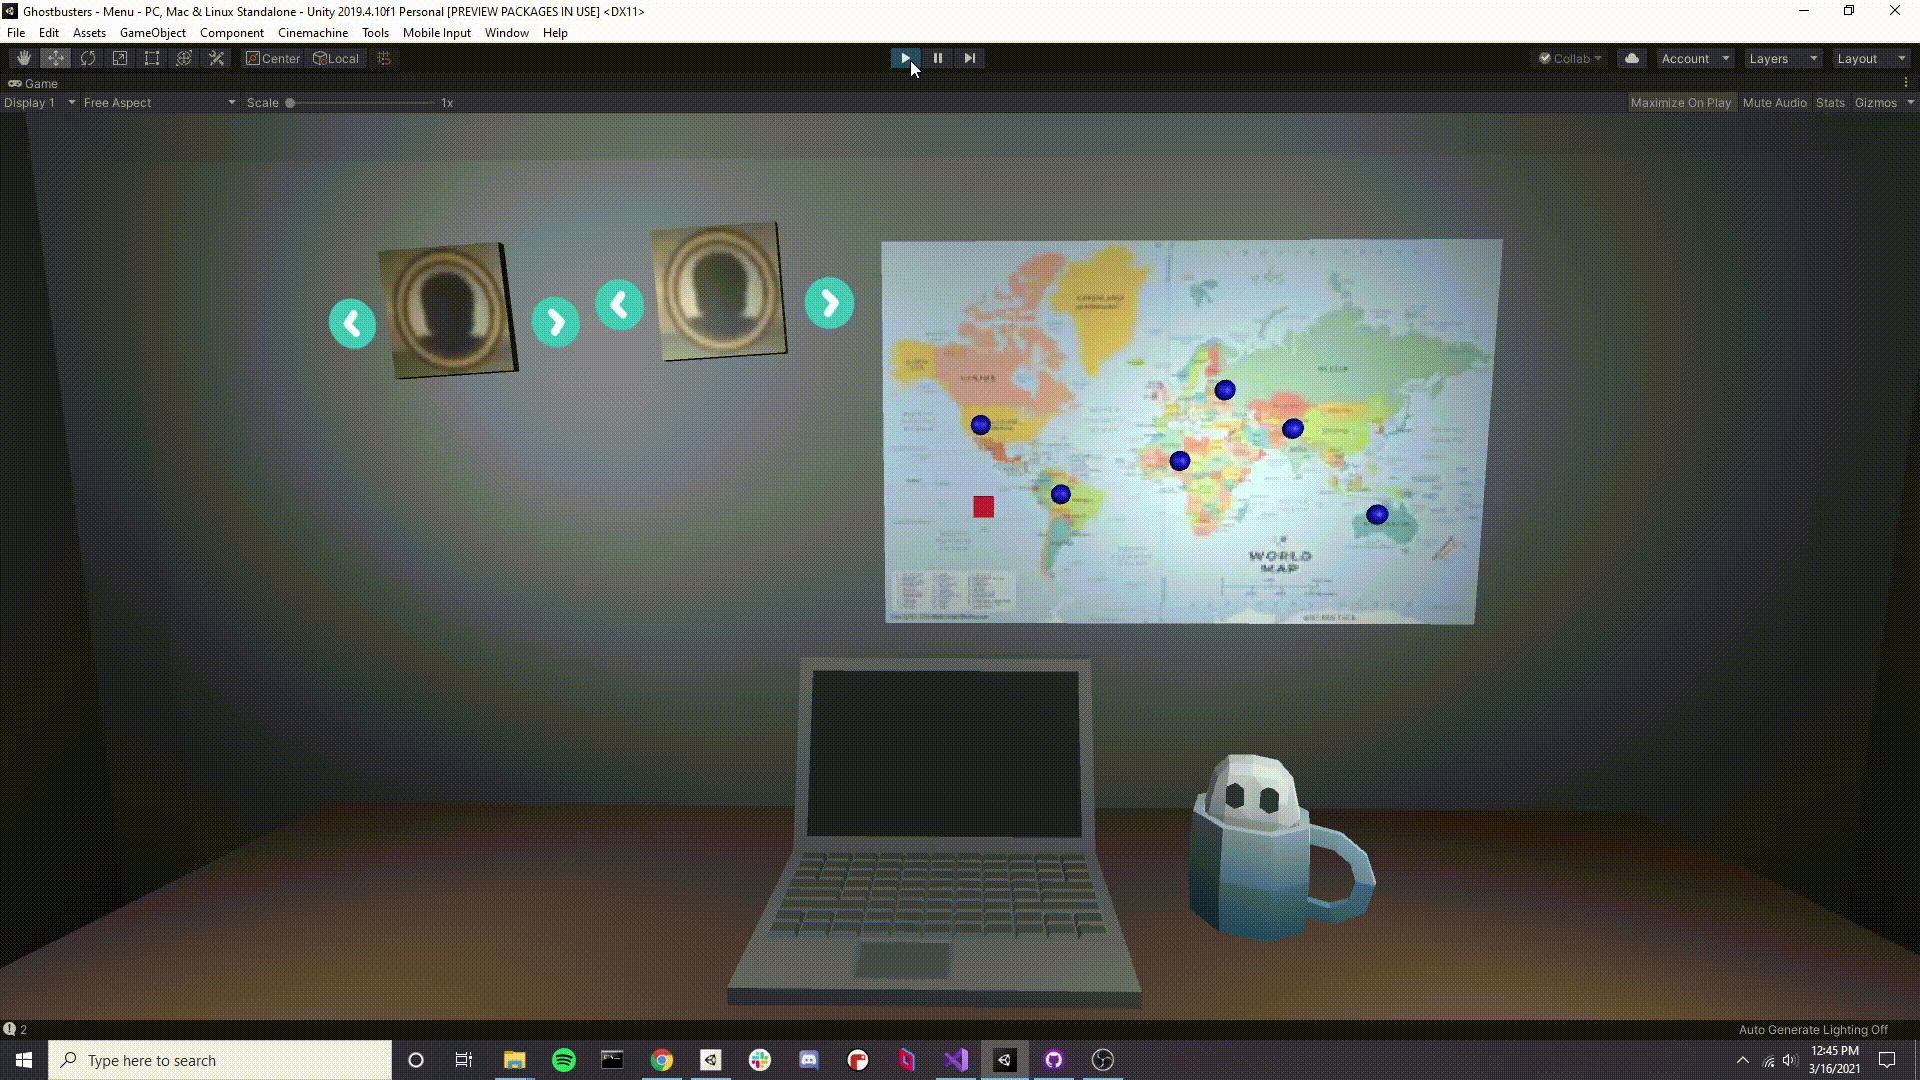 Ghostbusters - Menu - PC, Mac & Linux Standalone - Unity 2019.4.10f1 Personal [PREVIEW PACKAGES IN USE] <DX11>
File Edit Assets GameObject Component Cinemachine Tools Mobile Input Window Help
Center Local Collab Account Layers Layout
Game
Display 1 Free Aspect Scale 1x Maximize On Play Mute Audio Stats Gizmos
WORLD
MAP
2 Auto Generate Lighting Off
Type here to search
12:45 PM
3/16/2021